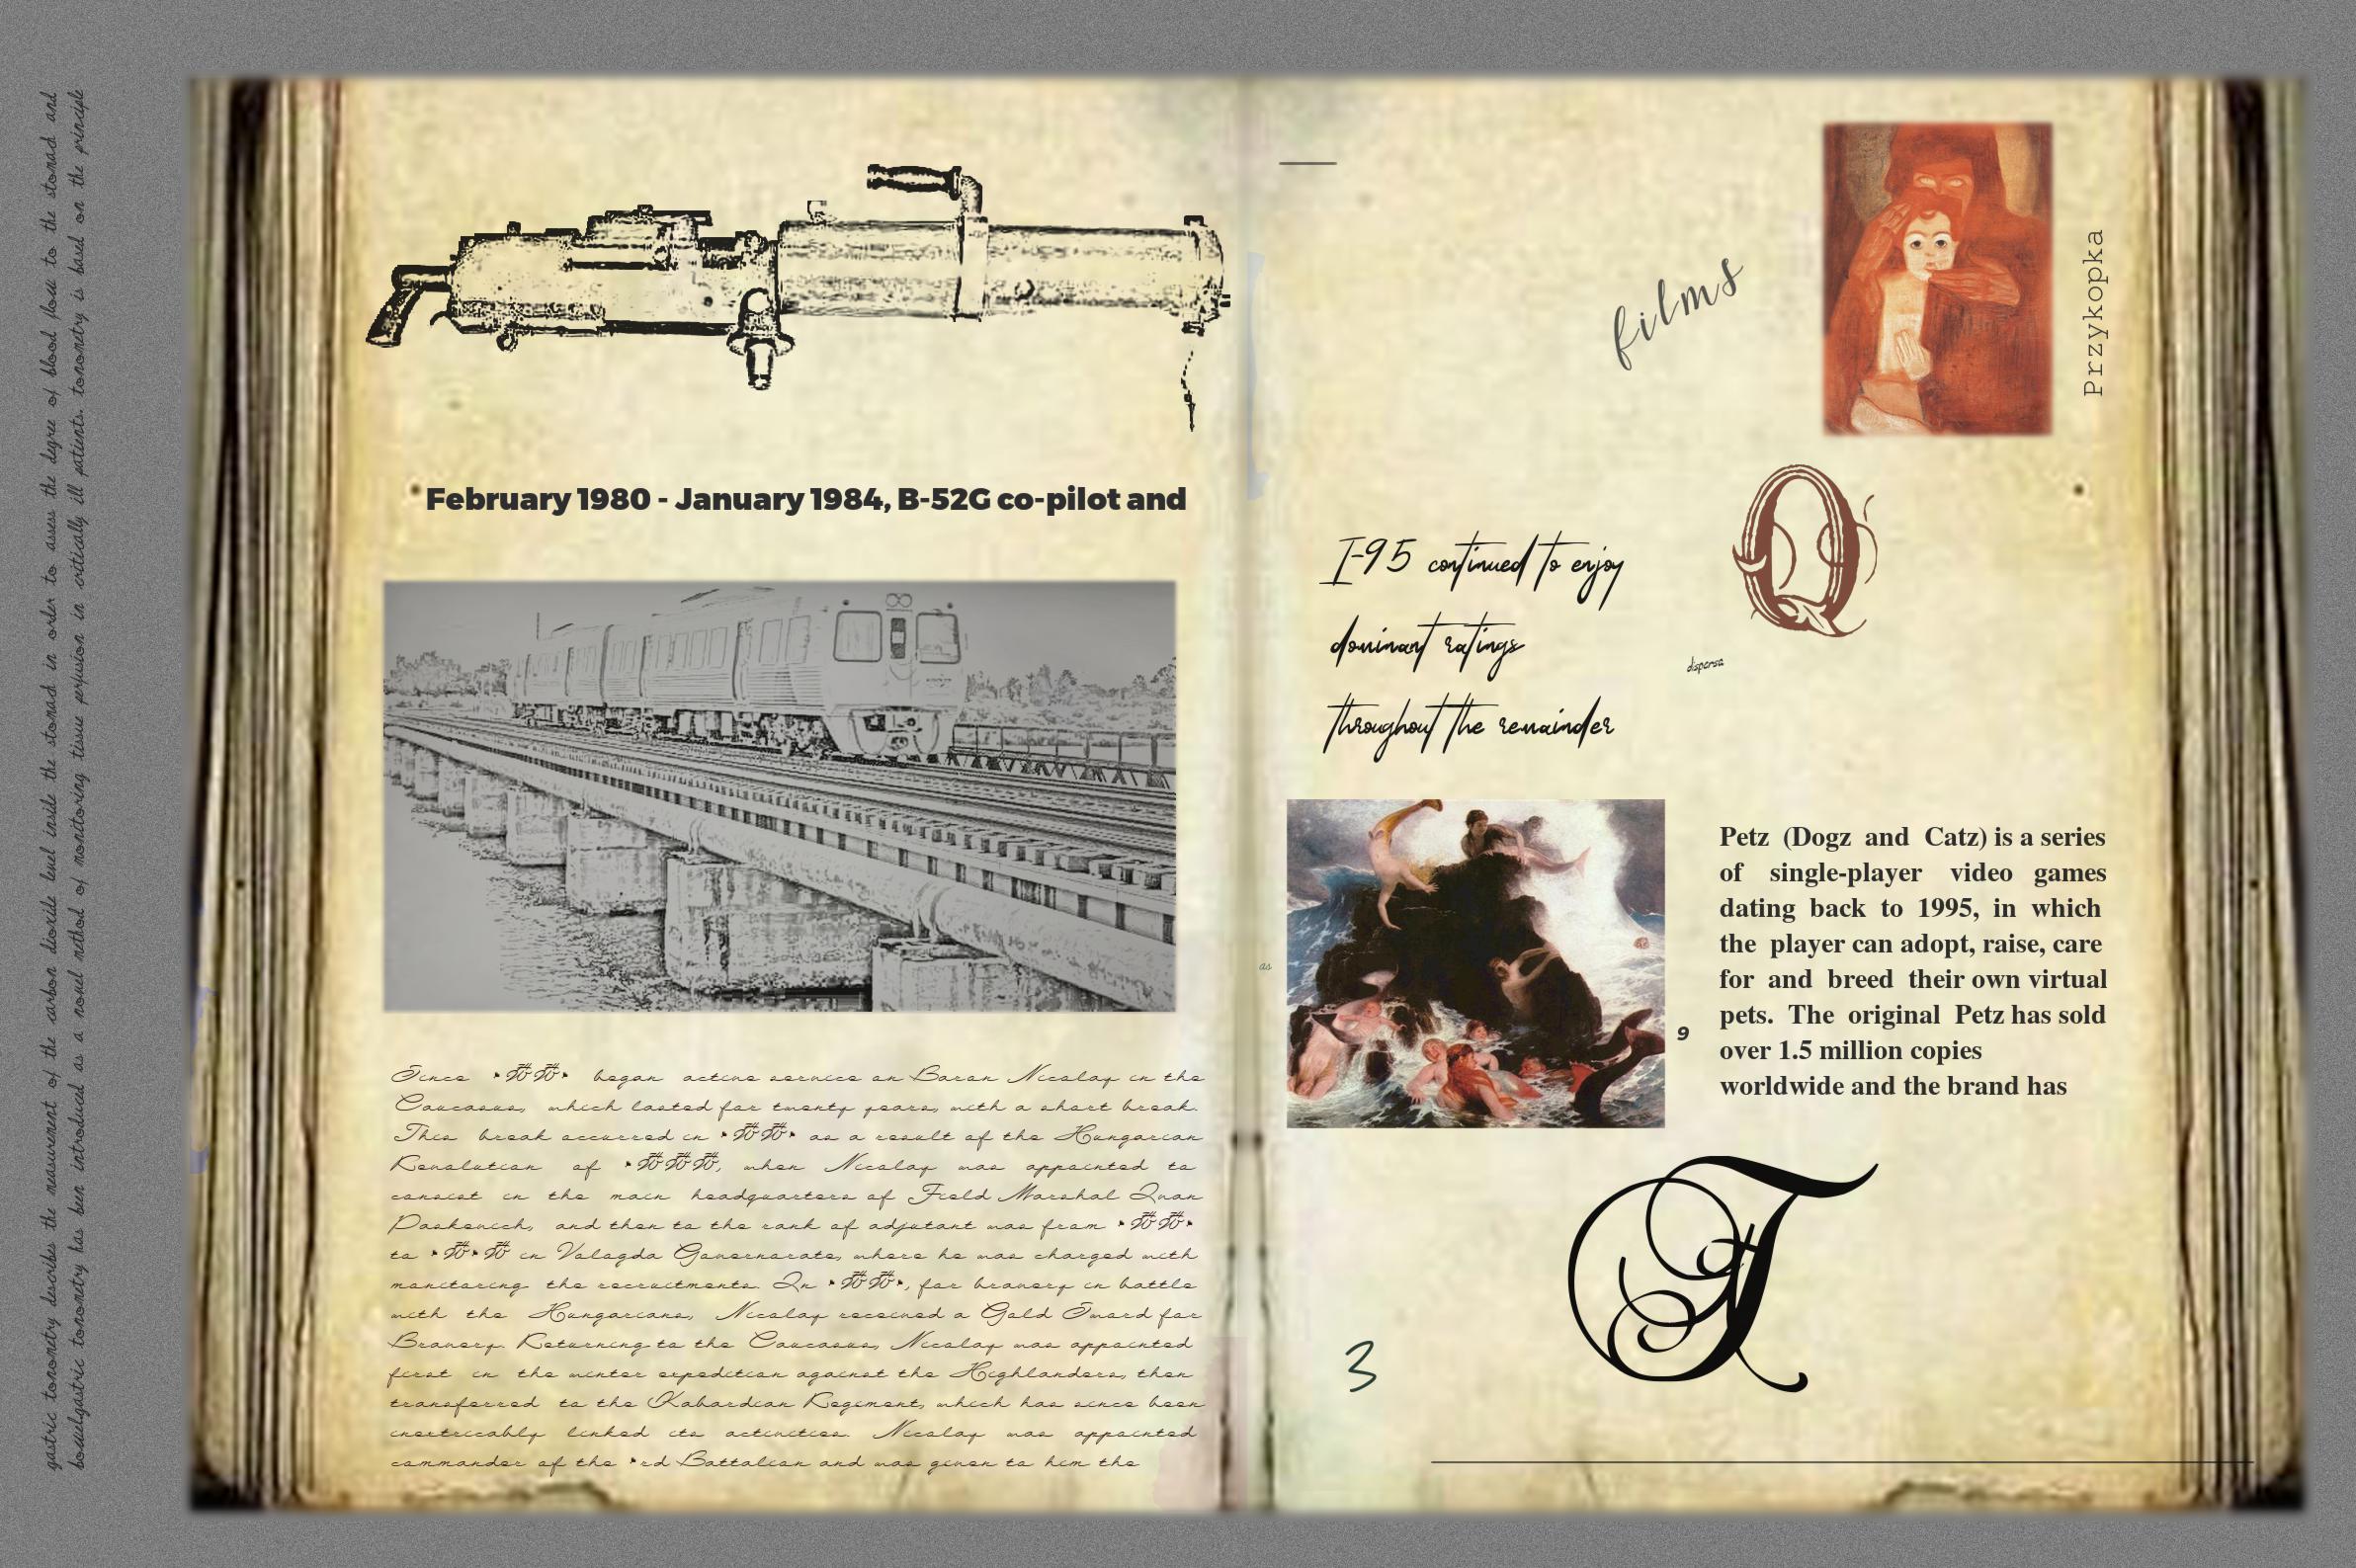 gastric tonometry describes the measurement of the carbon dioxide level inside the stomach in order to assess the degree of blood flow to the stomach and
bowelgastric tonometry has been introduced as a novel method of monitoring tissue perfusion in critically ill patients. tonometry is based on the principle
February 1980 - January 1984, B-52G co-pilot and
Since began active service on Baron Nicolay in the
Caucasus, which lasted for twenty years, with a short break.
This break occurred in as a result of the Hungarian
Revolution of , when Nicolay was appointed to
consist in the main headquarters of Field Marshal Ivan
Paskevich, and then to the rank of adjutant was from
to in Vologda Governorate, where he was charged with
monitoring the recruitments. In , for bravery in battle
with the Hungarians, Nicolay received a Gold Sword for
Bravery. Returning to the Caucasus, Nicolay was appointed
first in the winter expedition against the Highlanders, then
transferred to the Kabardian Regiment, which has since been
inextricably linked its activities. Nicolay was appointed
commander of the rd Battalion and was given to him the
films
Przykopka
Q
I-95 continued to enjoy
dominant ratings
throughout the remainder
disperse
as
9
Petz (Dogz and Catz) is a series
of single-player video games
dating back to 1995, in which
the player can adopt, raise, care
for and breed their own virtual
pets. The original Petz has sold
over 1.5 million copies
worldwide and the brand has
T
3